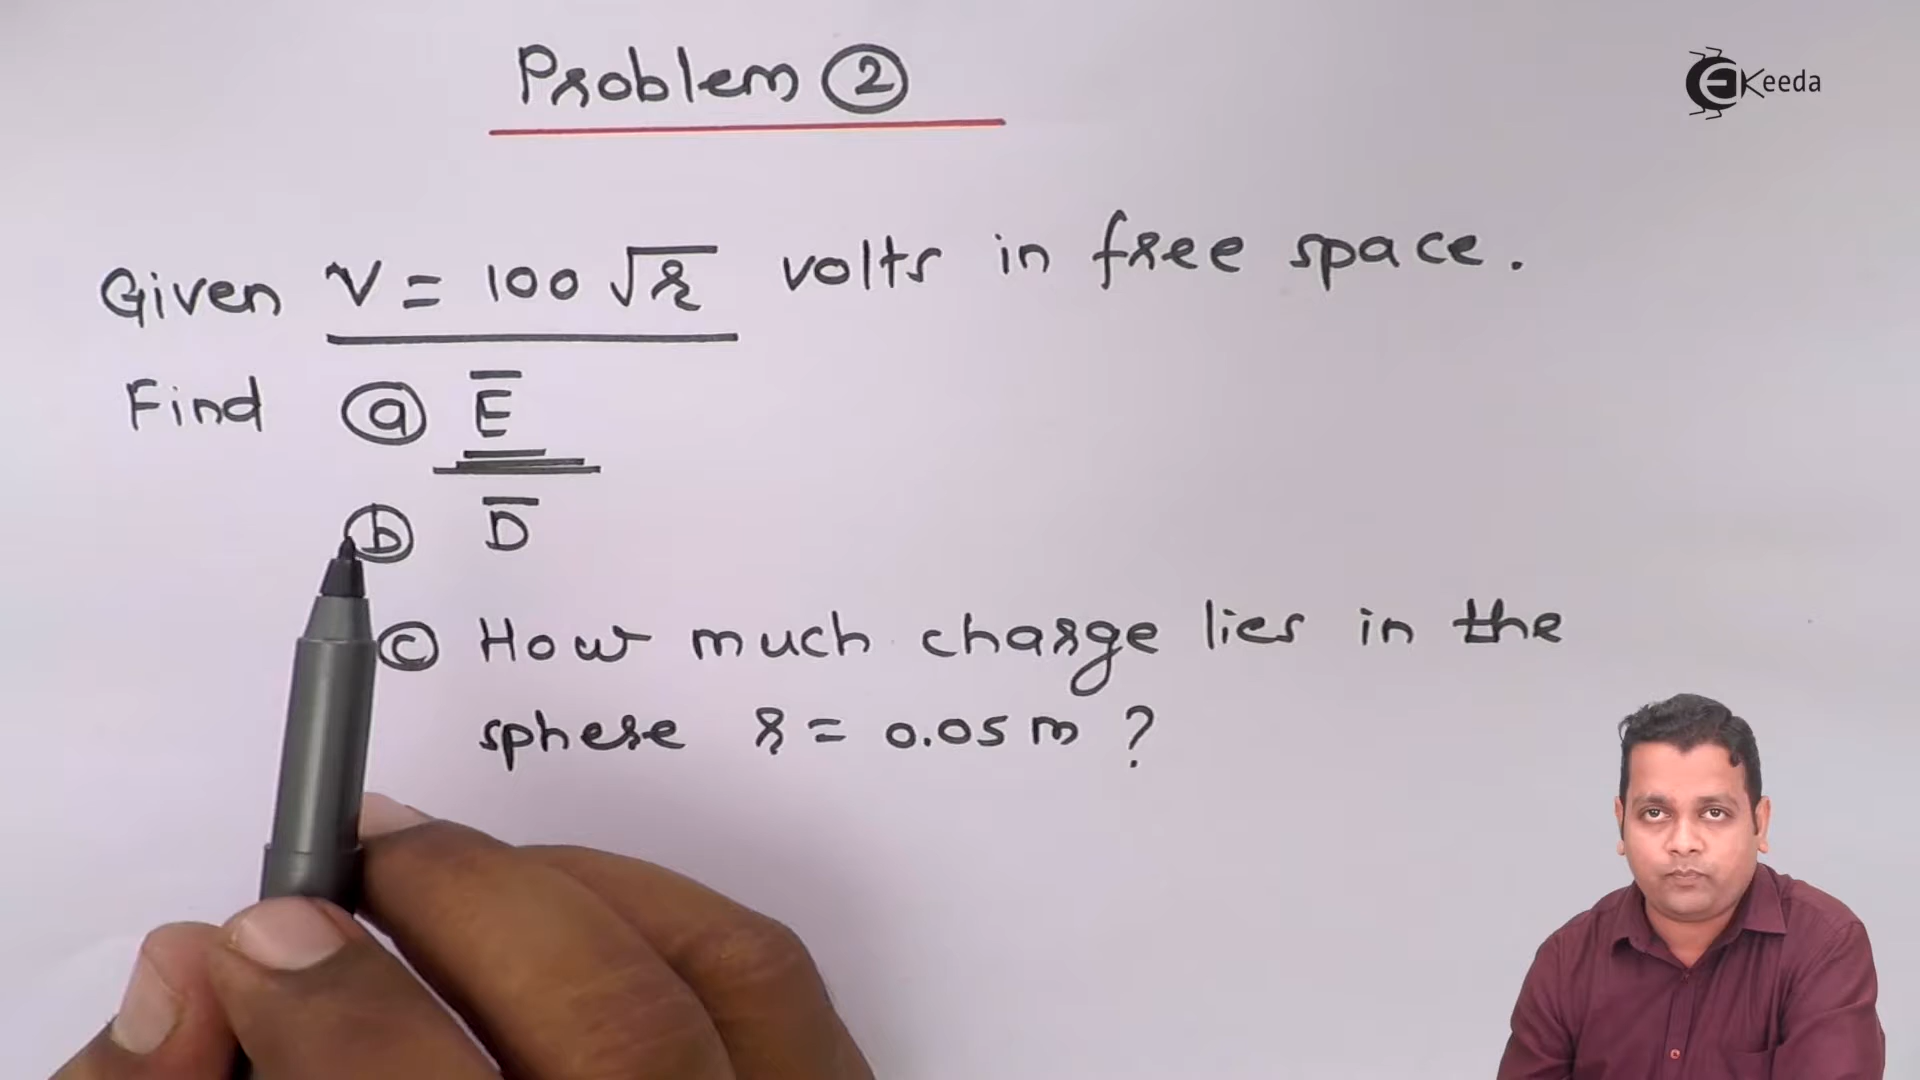 Problem ②
EKeeda
Given V = 100 √r volts in free space.
Find ⓐ E̅
ⓑ D̅
ⓒ How much charge lies in the
sphere r = 0.05 m ?